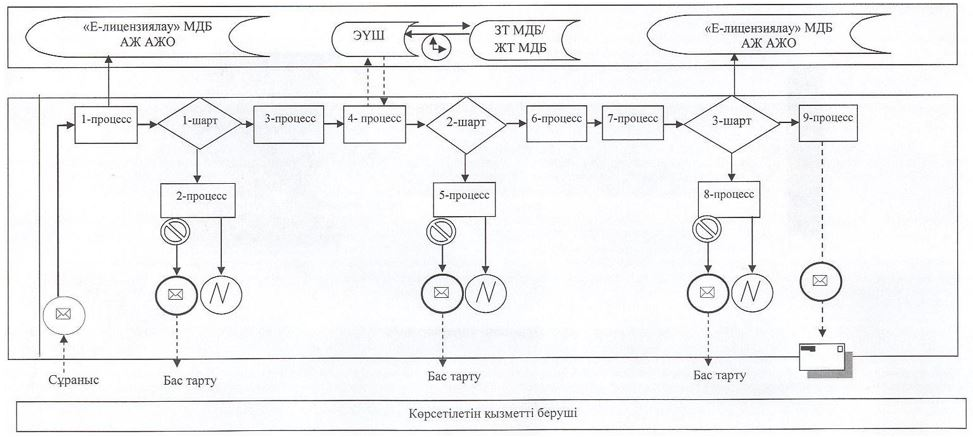 «Е-лицензиялау» МДБ
АЖ АЖО
ЭҮШ
ЗТ МДБ/
ЖТ МДБ
«Е-лицензиялау» МДБ
АЖ АЖО
1-процесс
1-шарт
3-процесс
4- процесс
2-шарт
6-процесс
7-процесс
3-шарт
9-процесс
2-процесс
5-процесс
8-процесс
Сұраныс
Бас тарту
Бас тарту
Бас тарту
Көрсетілетін қызметті беруші